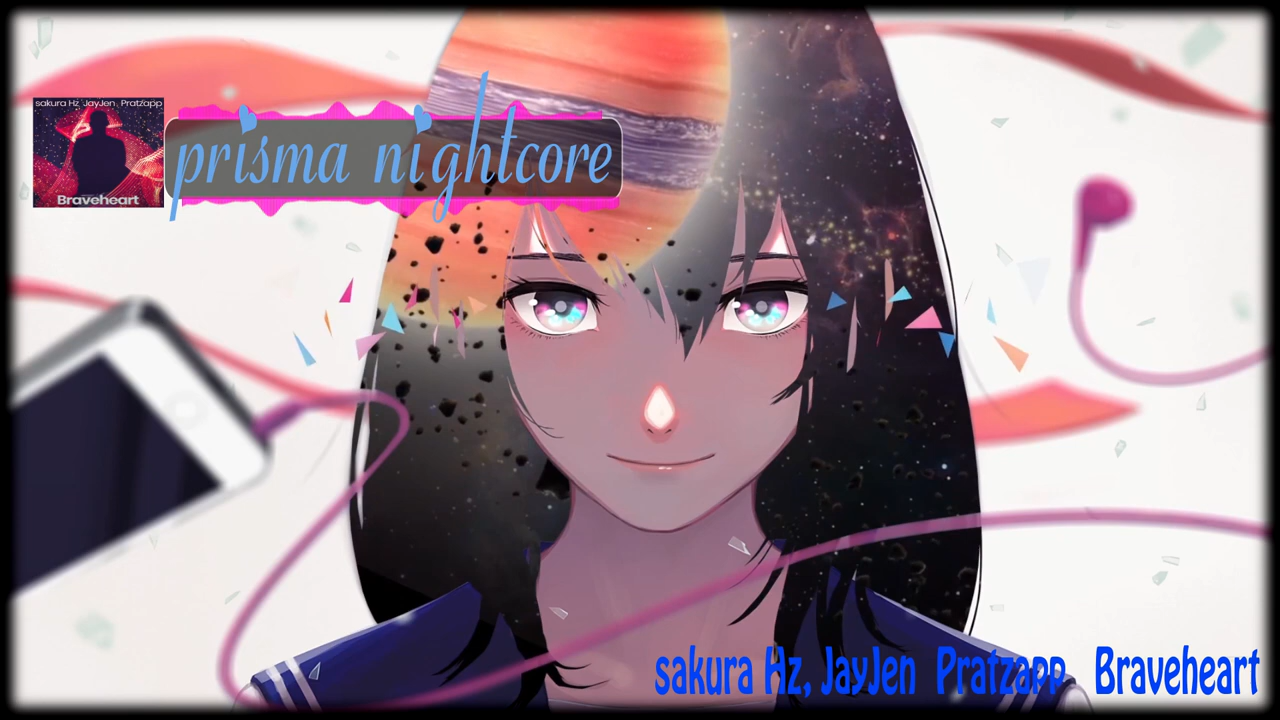 sakura Hz JayJen Pratzapp
Braveheart
prisma nightcore
sakura Hz, JayJen Pratzapp Braveheart